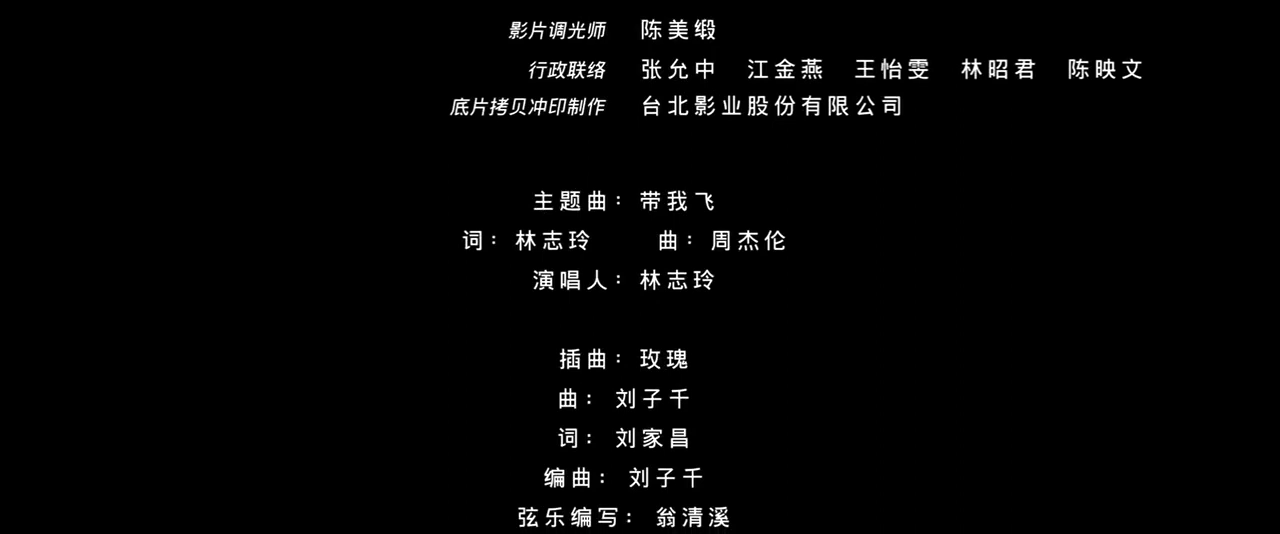 影片调光师 陈美缎
行政联络 张允中 江金燕 王怡雯 林昭君 陈映文
底片拷贝冲印制作 台北影业股份有限公司
主题曲：带我飞
词：林志玲 曲：周杰伦
演唱人：林志玲
插曲：玫瑰
曲：刘子千
词：刘家昌
编曲：刘子千
弦乐编写：翁清溪